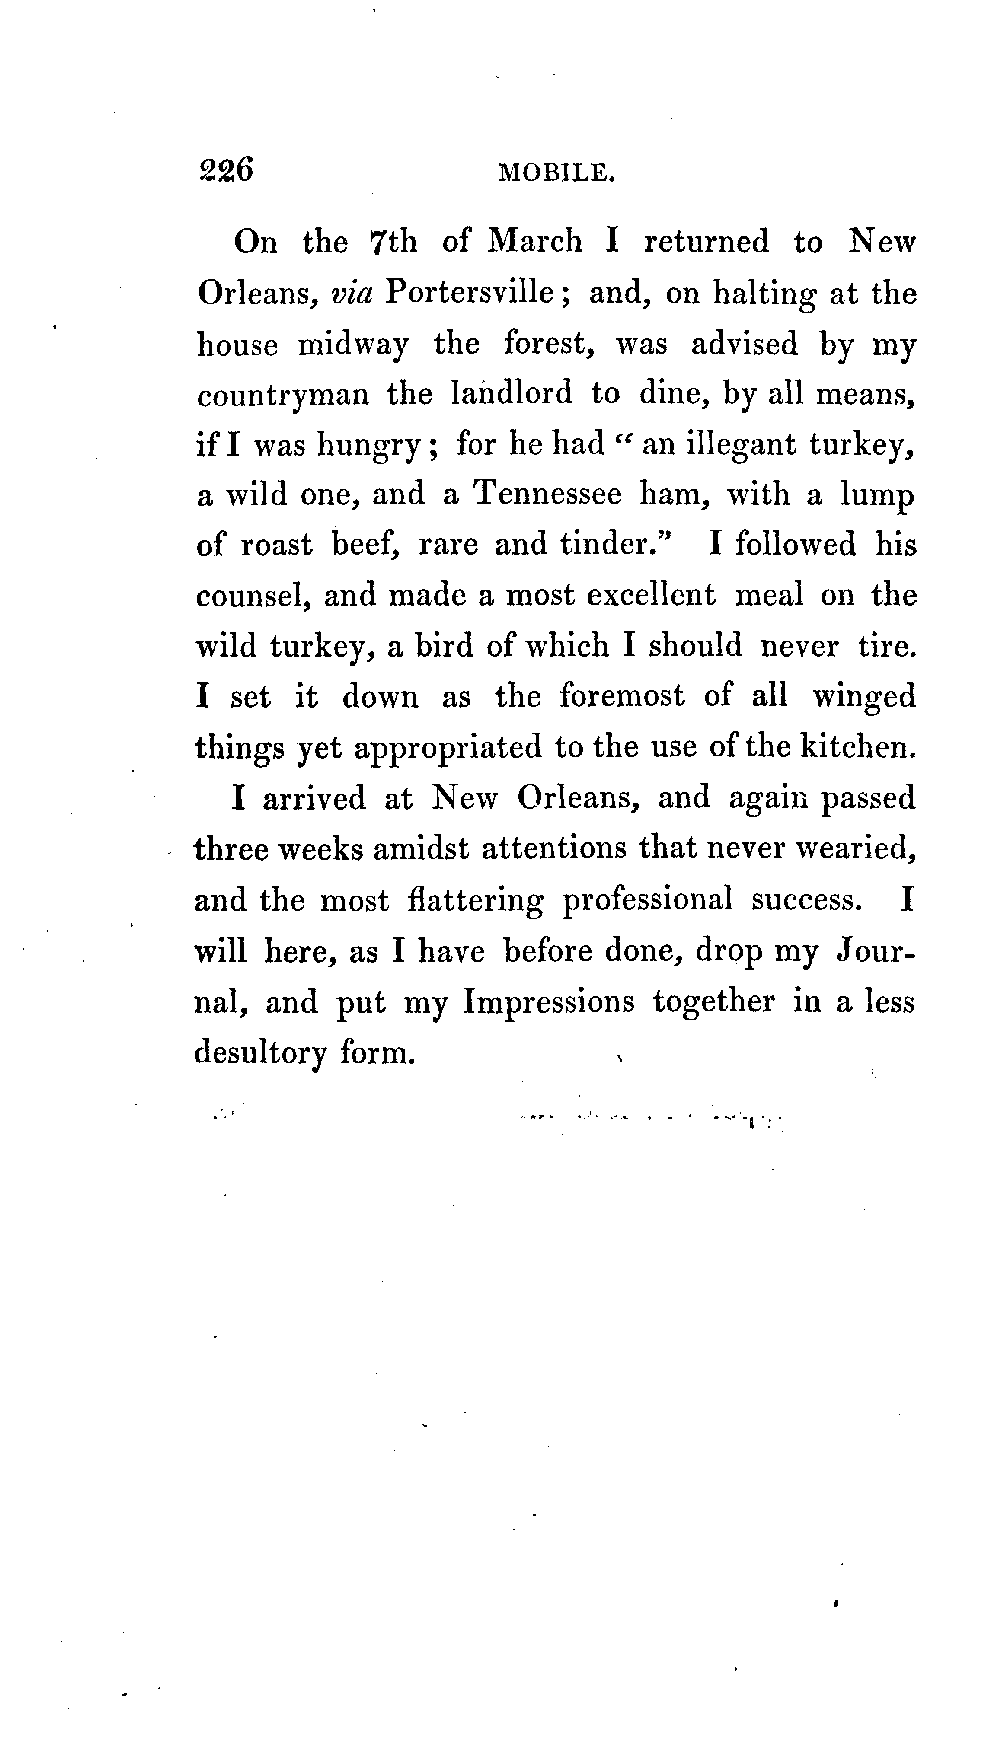 226 MOBILE.
On the 7th of March I returned to New
Orleans, via Portersville; and, on halting at the
house midway the forest, was advised by my
countryman the landlord to dine, by all means,
if I was hungry; for he had “an illegant turkey,
a wild one, and a Tennessee ham, with a lump
of roast beef, rare and tinder.” I followed his
counsel, and made a most excellent meal on the
wild turkey, a bird of which I should never tire.
I set it down as the foremost of all winged
things yet appropriated to the use of the kitchen.
I arrived at New Orleans, and again passed
three weeks amidst attentions that never wearied,
and the most flattering professional success. I
will here, as I have before done, drop my Jour-
nal, and put my Impressions together in a less
desultory form.